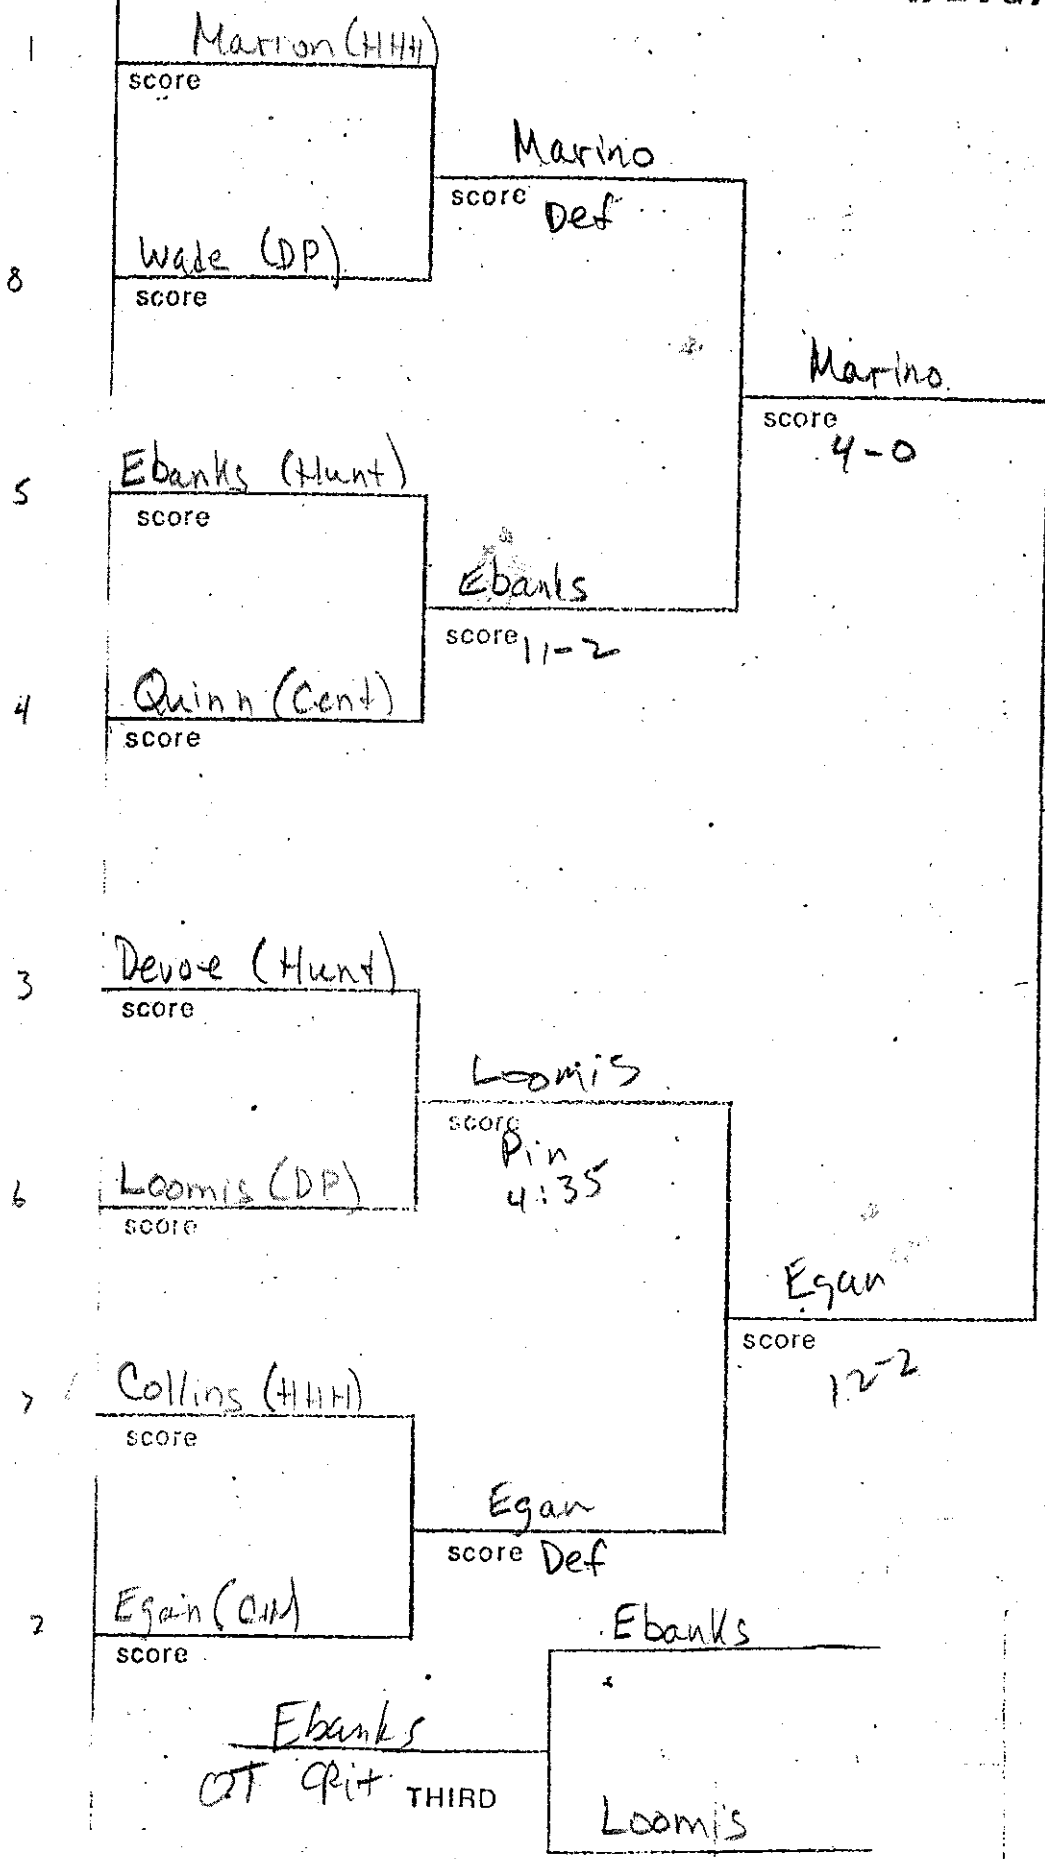 1 Marion (HHH)
score
Marino
score Def
8 Wade (DP)
score
Marino
score 4-0
5 Ebanks (Hunt)
score
Ebanks
score 11-2
4 Quinn (Cent)
score
3 Devoe (Hunt)
score
Loomis
score
Pin
4:35
6 Loomis (DP)
score
Egan
score
12-2
7 Collins (HHH)
score
Egan
score Def
2 Egan
score
Ebanks
Ebanks
OT Crit THIRD
Loomis